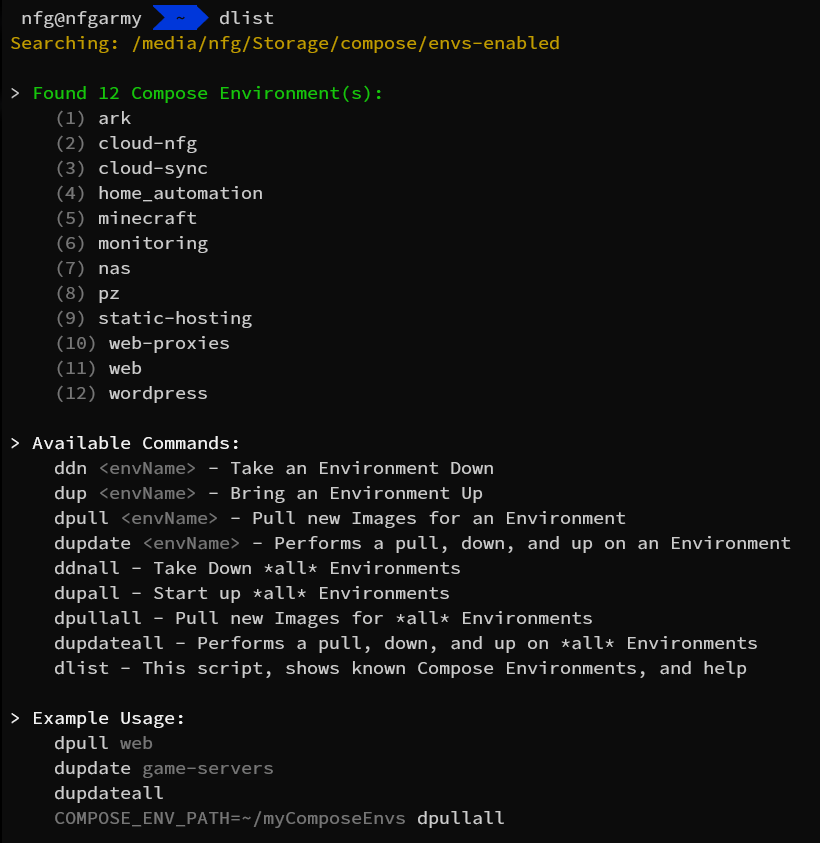 nfg@nfgarmy ~ dlist
Searching: /media/nfg/Storage/compose/envs-enabled
> Found 12 Compose Environment(s):
(1) ark
(2) cloud-nfg
(3) cloud-sync
(4) home_automation
(5) minecraft
(6) monitoring
(7) nas
(8) pz
(9) static-hosting
(10) web-proxies
(11) web
(12) wordpress
> Available Commands:
ddn <envName> - Take an Environment Down
dup <envName> - Bring an Environment Up
dpull <envName> - Pull new Images for an Environment
dupdate <envName> - Performs a pull, down, and up on an Environment
ddnall - Take Down *all* Environments
dupall - Start up *all* Environments
dpullall - Pull new Images for *all* Environments
dupdateall - Performs a pull, down, and up on *all* Environments
dlist - This script, shows known Compose Environments, and help
> Example Usage:
dpull web
dupdate game-servers
dupdateall
COMPOSE_ENV_PATH=~/myComposeEnvs dpullall